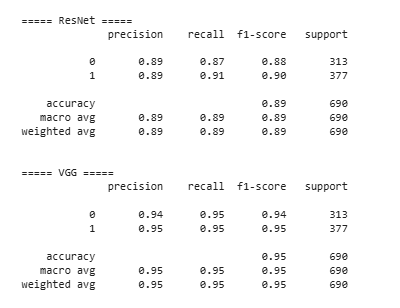 ===== ResNet =====
precision recall f1-score support
0 0.89 0.87 0.88 313
1 0.89 0.91 0.90 377
accuracy 0.89 690
macro avg 0.89 0.89 0.89 690
weighted avg 0.89 0.89 0.89 690
===== VGG =====
precision recall f1-score support
0 0.94 0.95 0.94 313
1 0.95 0.95 0.95 377
accuracy 0.95 690
macro avg 0.95 0.95 0.95 690
weighted avg 0.95 0.95 0.95 690